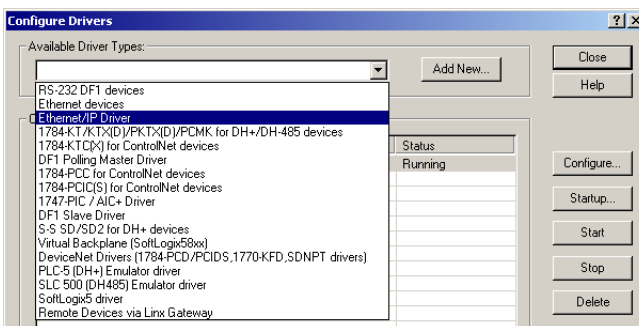 Configure Drivers
Available Driver Types:
Add New...
Close
Help
RS-232 DF1 devices
Ethernet devices
Ethernet/IP Driver
1784-KT/KTX(D)/PKTX(D)/PCMK for DH+/DH-485 devices
1784-KTC(X) for ControlNet devices
DF1 Polling Master Driver
1784-PCC for ControlNet devices
1784-PCIC(S) for ControlNet devices
1747-PIC / AIC+ Driver
DF1 Slave Driver
S-S SD/SD2 for DH+ devices
Virtual Backplane (SoftLogix58xx)
DeviceNet Drivers (1784-PCD/PCIDS,1770-KFD,SDNPT drivers)
PLC-5 (DH+) Emulator driver
SLC 500 (DH485) Emulator driver
SoftLogix5 driver
Remote Devices via Linx Gateway
Status
Running
Configure...
Startup...
Start
Stop
Delete